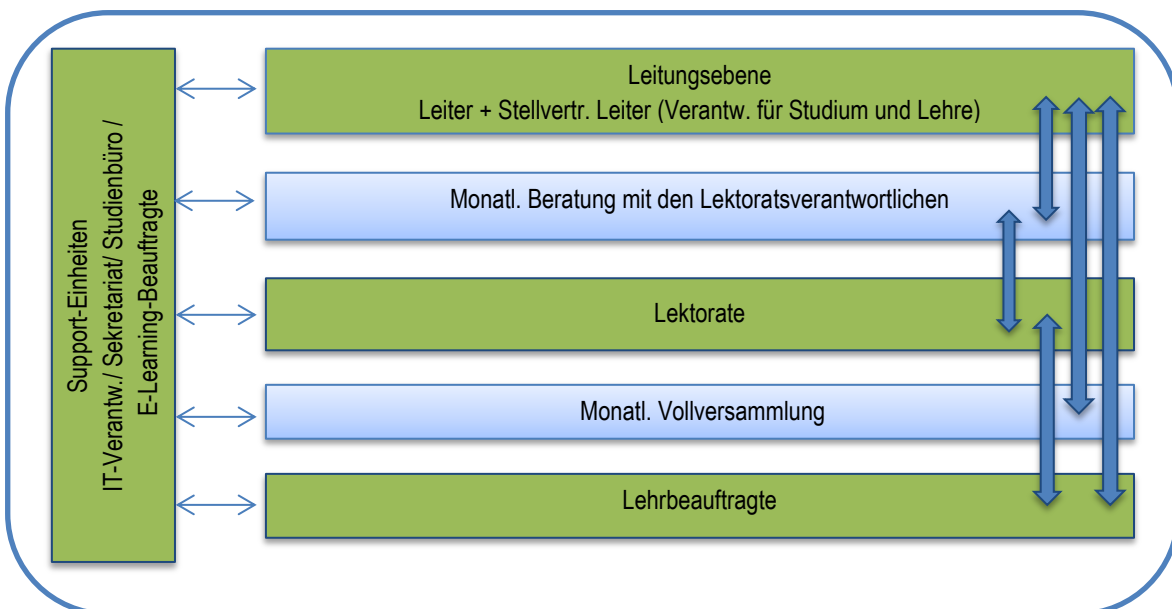 Support-Einheiten
IT-Verantw./ Sekretariat/ Studienbüro /
E-Learning-Beauftragte
Leitungsebene
Leiter + Stellvertr. Leiter (Verantw. für Studium und Lehre)
Monatl. Beratung mit den Lektoratsverantwortlichen
Lektorate
Monatl. Vollversammlung
Lehrbeauftragte